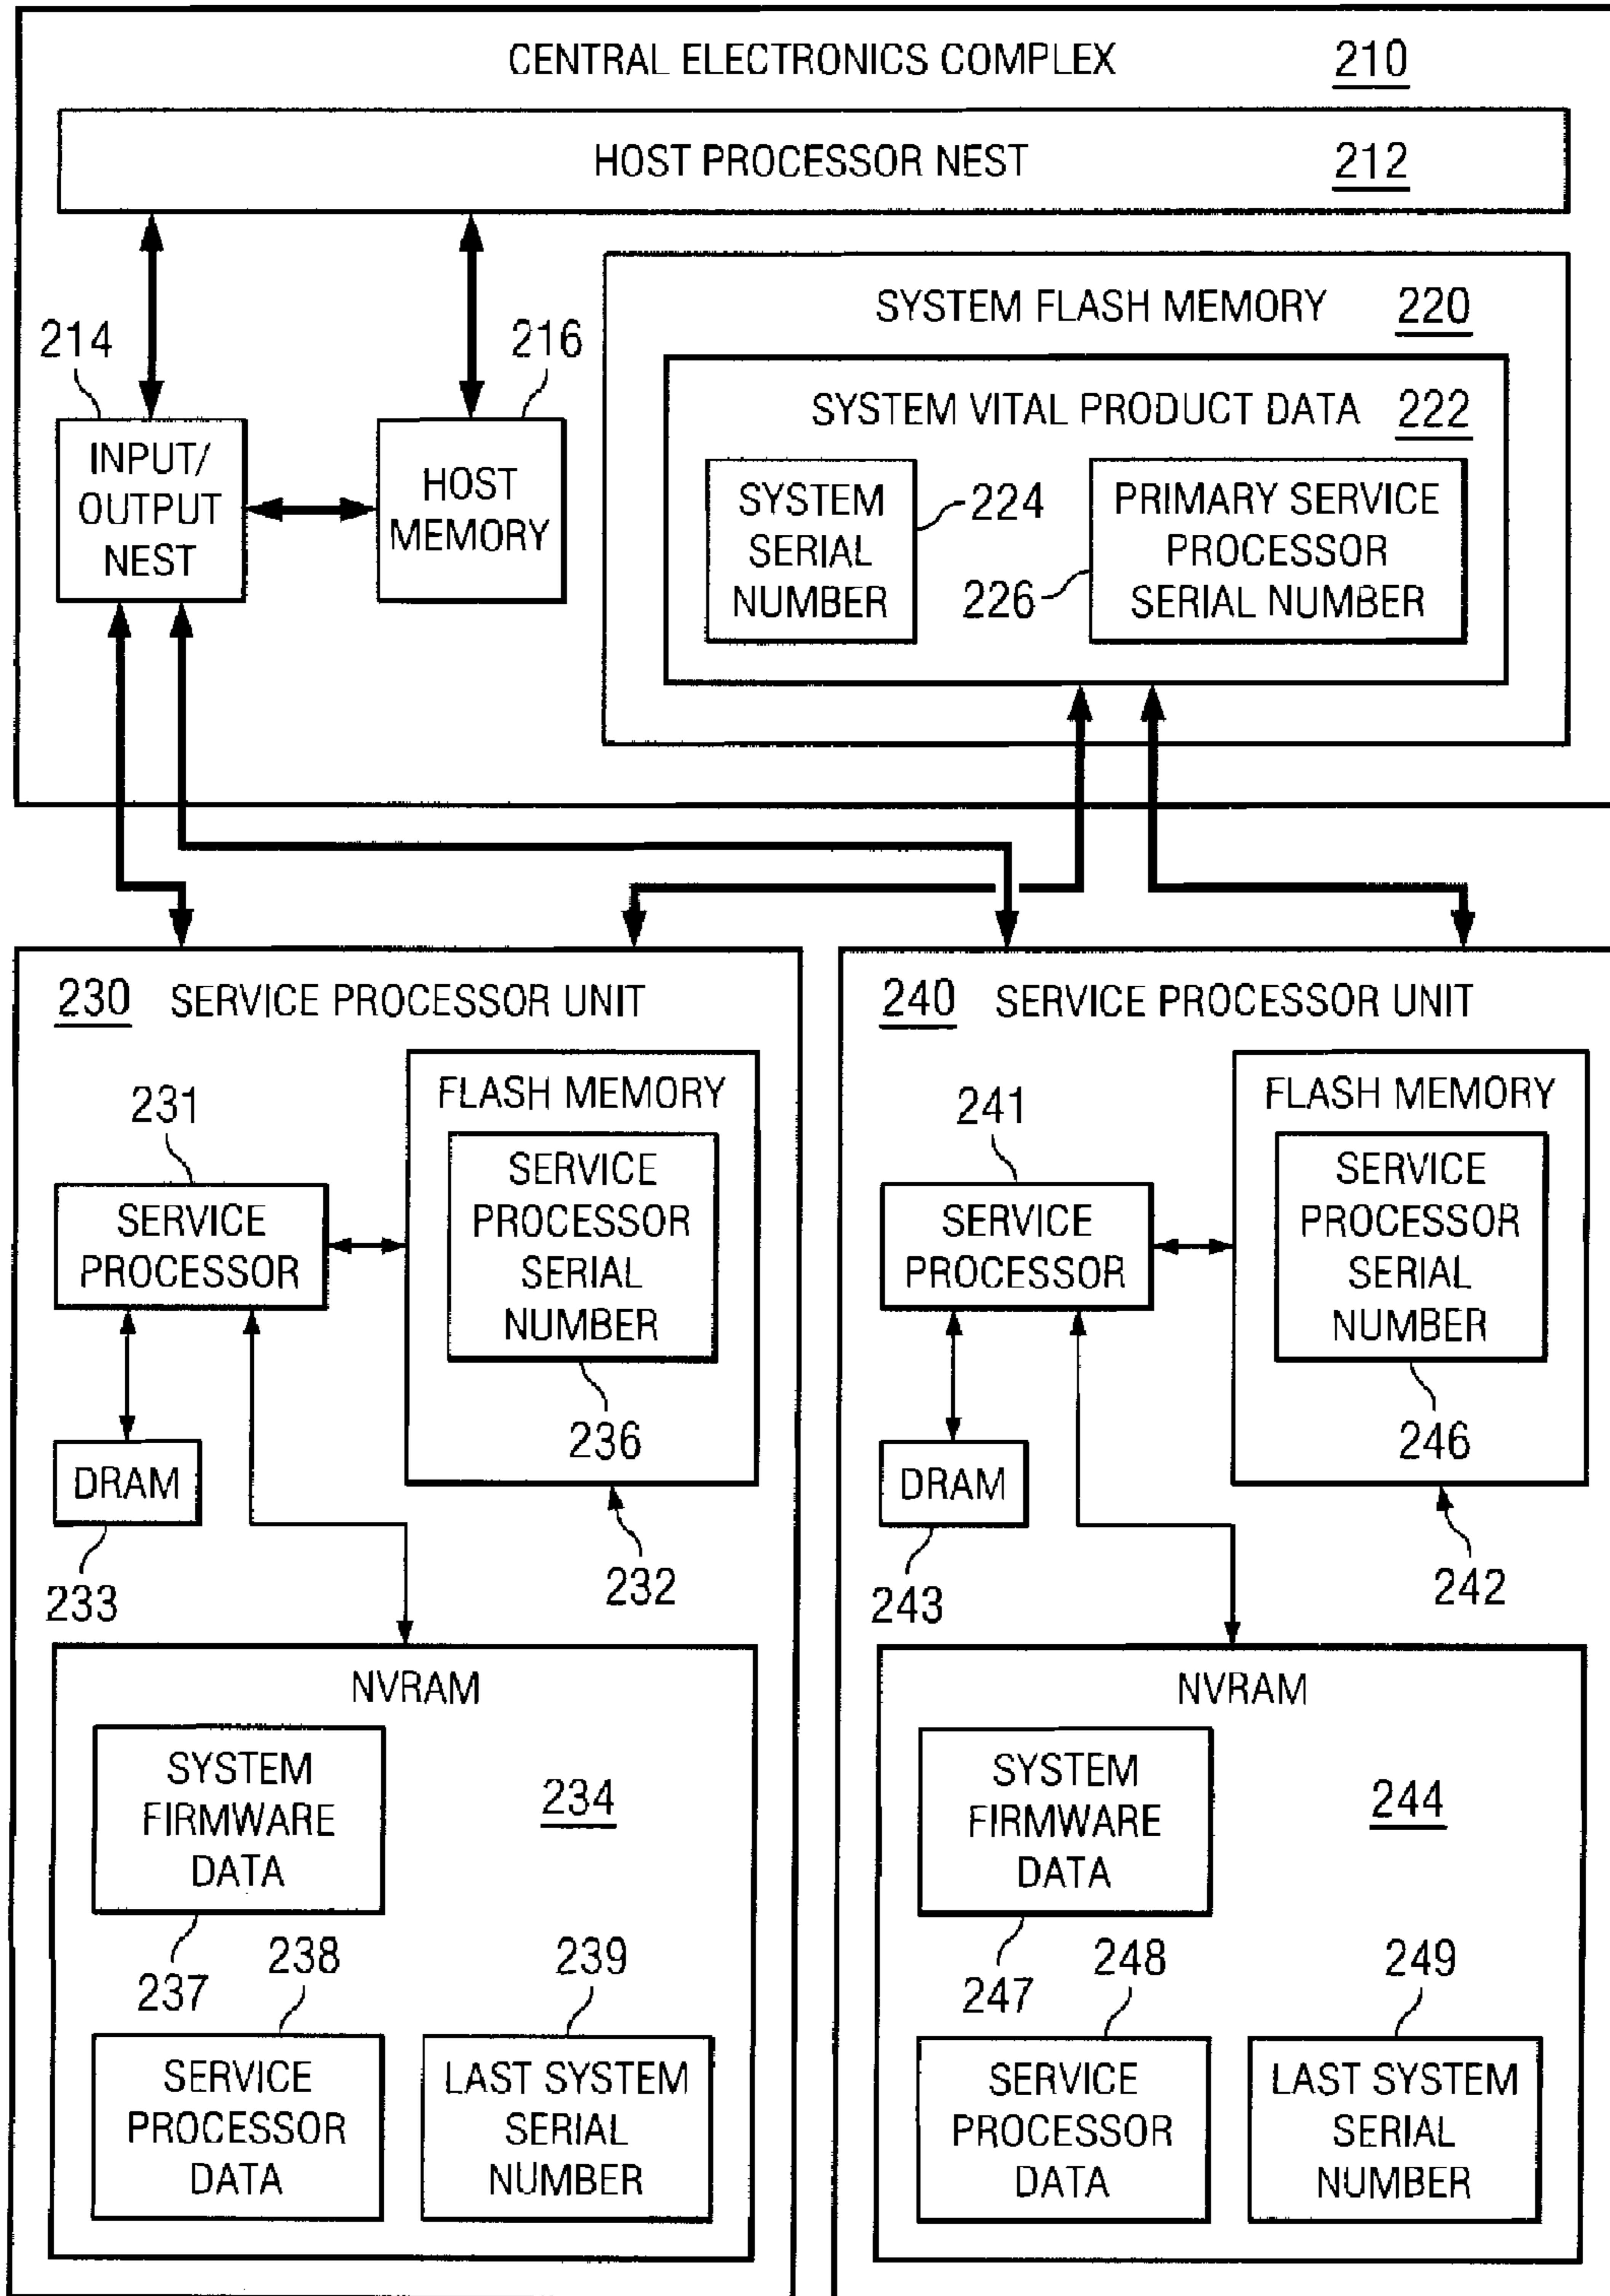 CENTRAL ELECTRONICS COMPLEX 210
HOST PROCESSOR NEST 212
214
216
INPUT/
OUTPUT
NEST
HOST
MEMORY
SYSTEM FLASH MEMORY 220
SYSTEM VITAL PRODUCT DATA 222
SYSTEM
SERIAL
NUMBER
224
PRIMARY SERVICE
PROCESSOR
SERIAL NUMBER
226
230 SERVICE PROCESSOR UNIT
231
SERVICE
PROCESSOR
FLASH MEMORY
SERVICE
PROCESSOR
SERIAL
NUMBER
236
DRAM
233
232
NVRAM
SYSTEM
FIRMWARE
DATA
234
237
238
239
SERVICE
PROCESSOR
DATA
LAST SYSTEM
SERIAL
NUMBER
240 SERVICE PROCESSOR UNIT
241
SERVICE
PROCESSOR
FLASH MEMORY
SERVICE
PROCESSOR
SERIAL
NUMBER
246
DRAM
243
242
NVRAM
SYSTEM
FIRMWARE
DATA
244
247
248
249
SERVICE
PROCESSOR
DATA
LAST SYSTEM
SERIAL
NUMBER